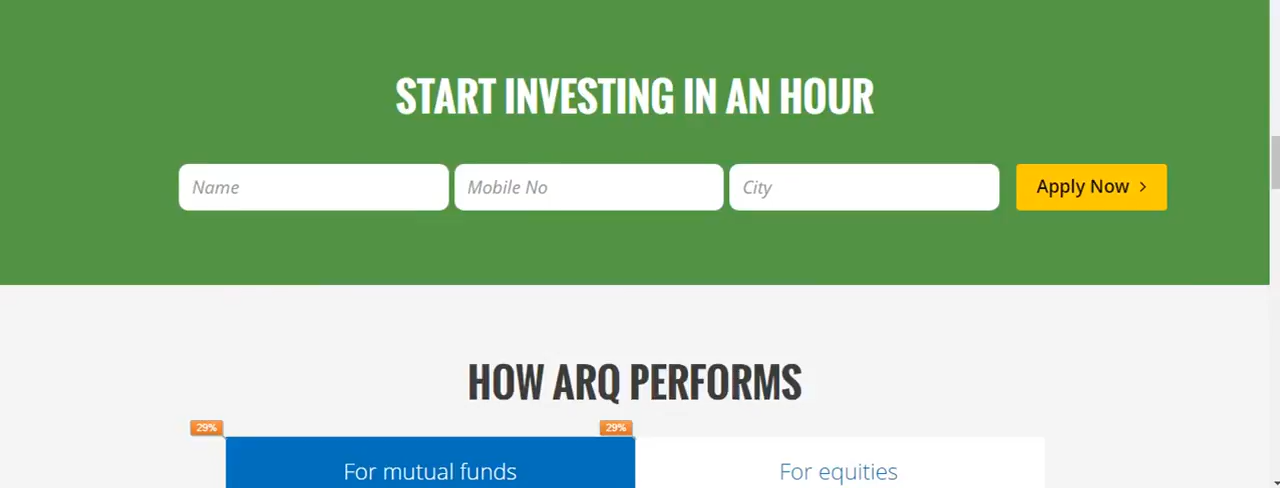 START INVESTING IN AN HOUR
Name Mobile No City Apply Now
HOW ARQ PERFORMS
29% 29%
For mutual funds For equities